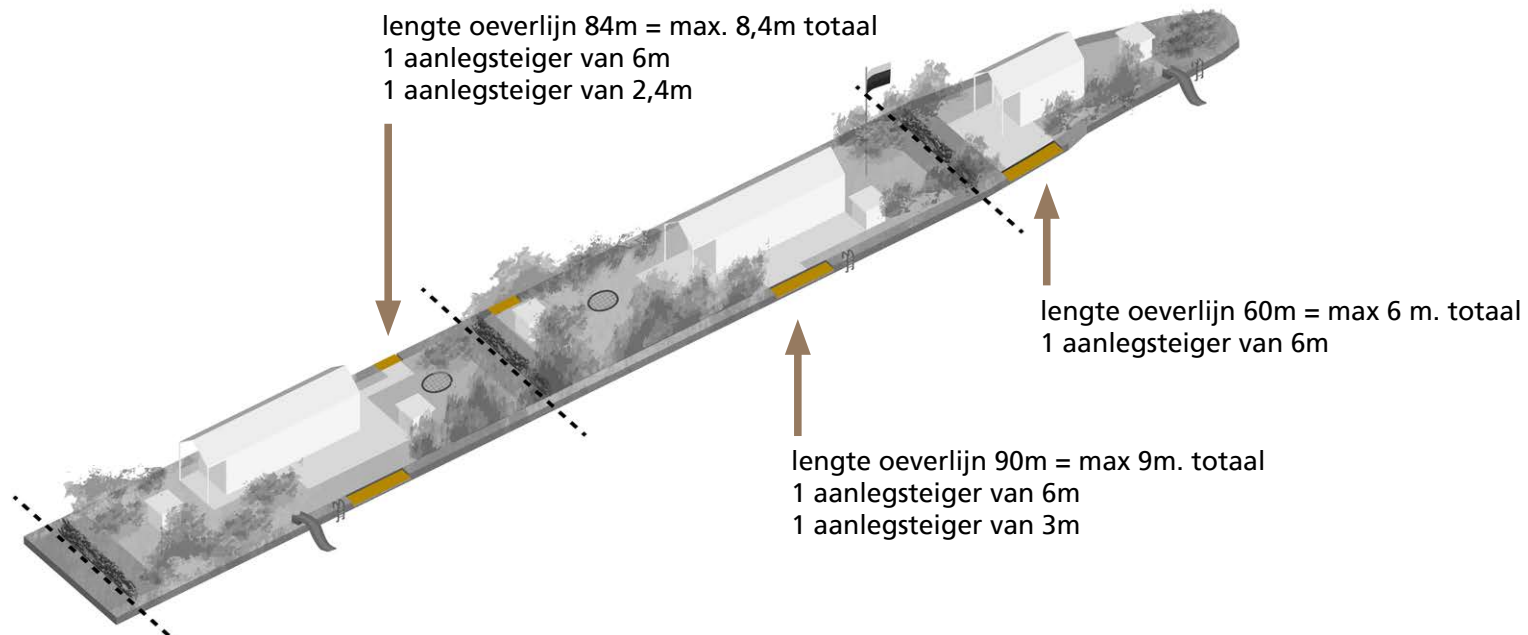 lengte oeverlijn 84m = max. 8,4m totaal
1 aanlegsteiger van 6m
1 aanlegsteiger van 2,4m
lengte oeverlijn 60m = max 6 m. totaal
1 aanlegsteiger van 6m
lengte oeverlijn 90m = max 9m. totaal
1 aanlegsteiger van 6m
1 aanlegsteiger van 3m